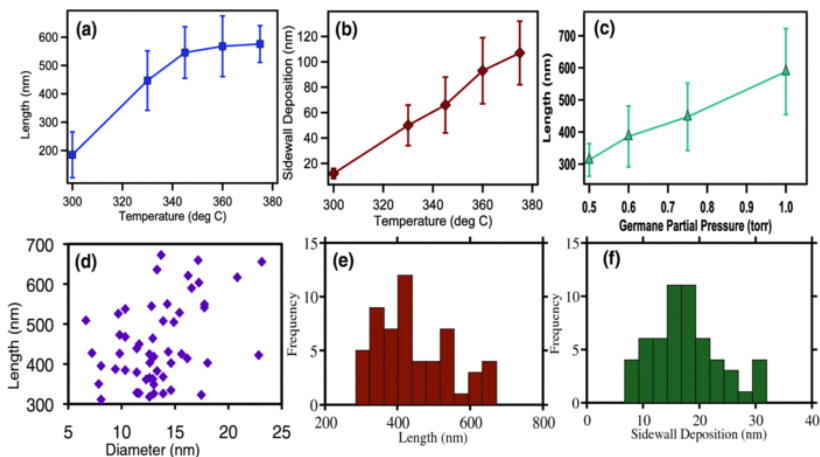 (a)
Length (nm)
600
500
400
300
200
300 320 340 360 380
Temperature (deg C)
(b)
Sidewall Deposition (nm)
120
100
80
60
40
20
300 320 340 360 380
Temperature (deg C)
(c)
Length (nm)
700
600
500
400
300
0.5 0.6 0.7 0.8 0.9 1.0
Germane Partial Pressure (torr)
(d)
Length (nm)
700
600
500
400
300
5 10 15 20 25
Diameter (nm)
(e)
Frequency
15
10
5
0
200 400 600 800
Length (nm)
(f)
Frequency
15
10
5
0
0 10 20 30 40
Sidewall Deposition (nm)